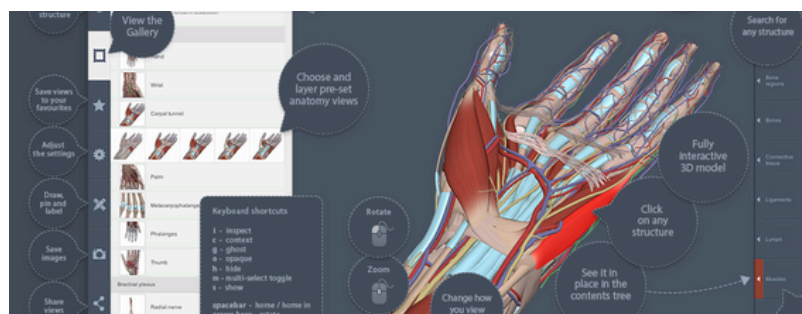 structure
View the
Gallery
Save views
to your
favourites
Adjust
the settings
Draw,
pin and
label
Save
images
Share
views
Hand
Wrist
Carpal tunnel
Palm
Metacarpophalange
Phalanges
Thumb
Brachial plexus
Radial nerve
Choose and
layer pre-set
anatomy views
Keyboard shortcuts
i - inspect
c - context
g - ghost
o - opaque
h - hide
m - multi-select toggle
s - show
spacebar - home / home in
Rotate
Zoom
Change how
you view
Fully
interactive
3D model
Click
on any
structure
See it in
place in the
contents tree
Search for
any structure
Bone
regions
Bones
Connective
tissue
Ligaments
Lymph
Muscles